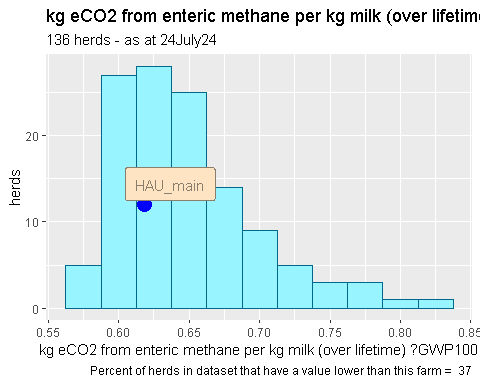 kg eCO2 from enteric methane per kg milk (over lifetime
136 herds - as at 24July24
herds
20
10
0
HAU_main
0.55 0.60 0.65 0.70 0.75 0.80 0.85
kg eCO2 from enteric methane per kg milk (over lifetime) ?GWP100
Percent of herds in dataset that have a value lower than this farm = 37